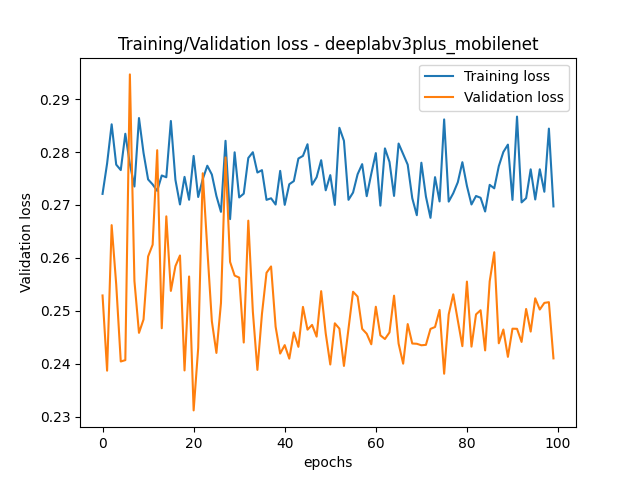 Training/Validation loss - deeplabv3plus_mobilenet
Training loss
Validation loss
0.29
0.28
0.27
0.26
0.25
0.24
0.23
Validation loss
0 20 40 60 80 100
epochs